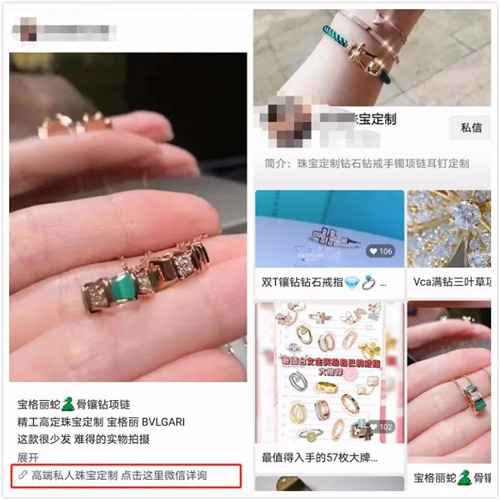 宝格丽蛇🐍骨镶钻项链
精工高定珠宝定制 宝格丽 BVLGARI
这款很少发 难得的实物拍摄
展开
高端私人珠宝定制 点击这里微信详询
珠宝定制
私信
简介：珠宝定制钻石钻戒手镯项链耳钉定制
106
双T镶钻钻石戒指💎💍...
Vca满钻三叶草项
大推荐
102
最值得入手的57枚大牌...
宝格丽蛇🐍骨镶